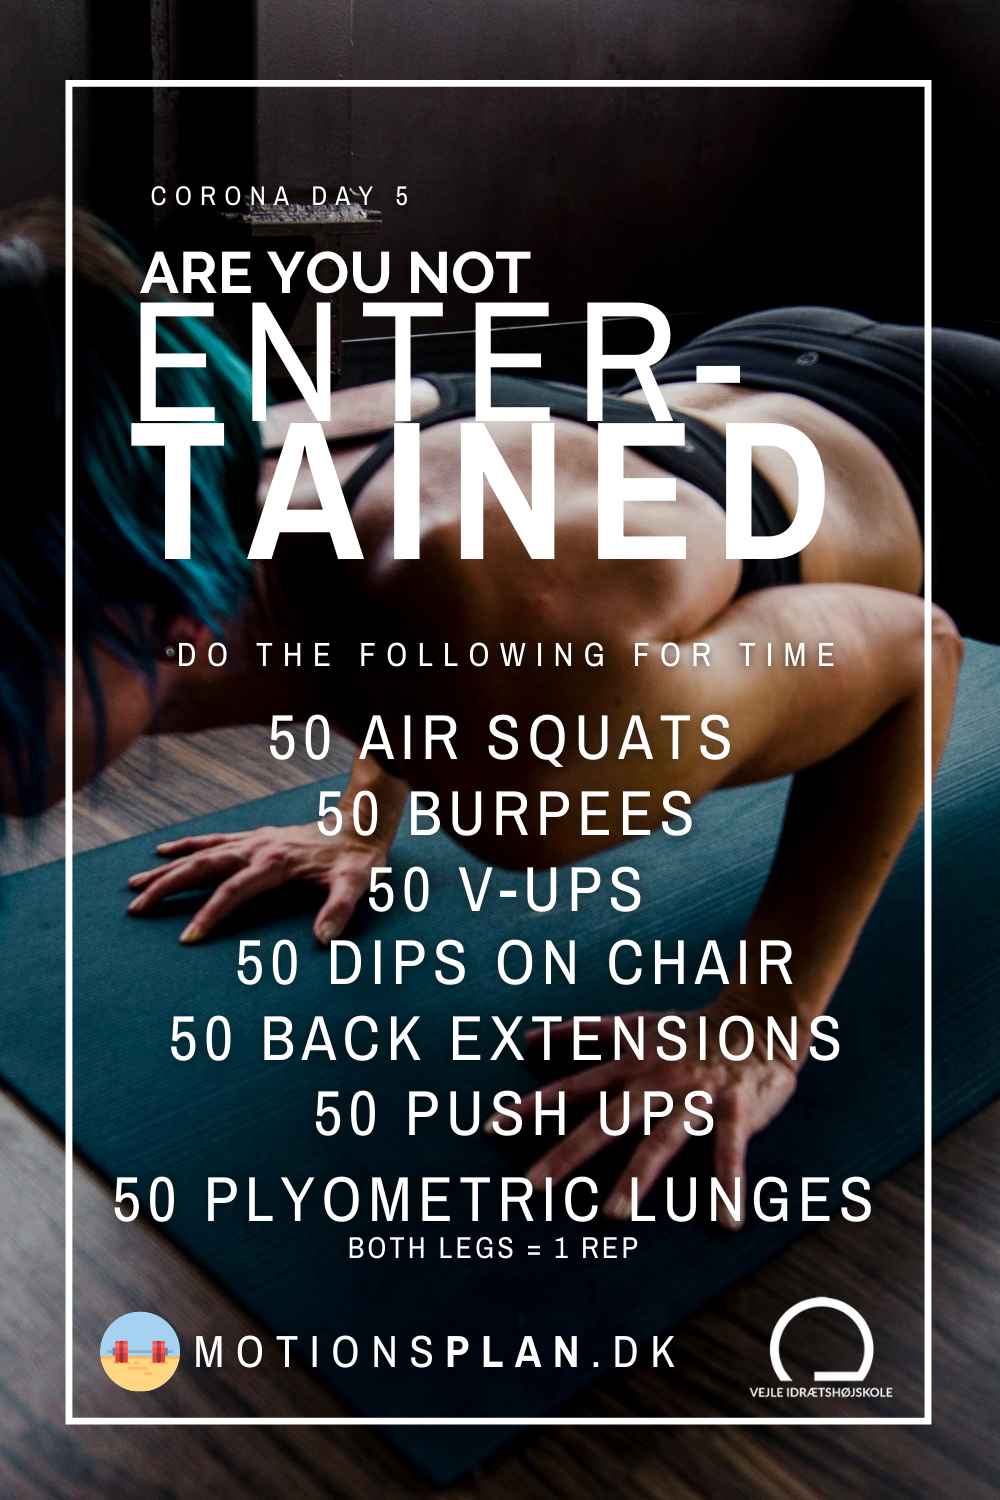 CORONA DAY 5
ARE YOU NOT
ENTER-
TAINED
DO THE FOLLOWING FOR TIME
50 AIR SQUATS
50 BURPEES
50 V-UPS
50 DIPS ON CHAIR
50 BACK EXTENSIONS
50 PUSH UPS
50 PLYOMETRIC LUNGES
BOTH LEGS = 1 REP
MOTIONSPLAN.DK
VEJLE IDRÆTSHØJSKOLE